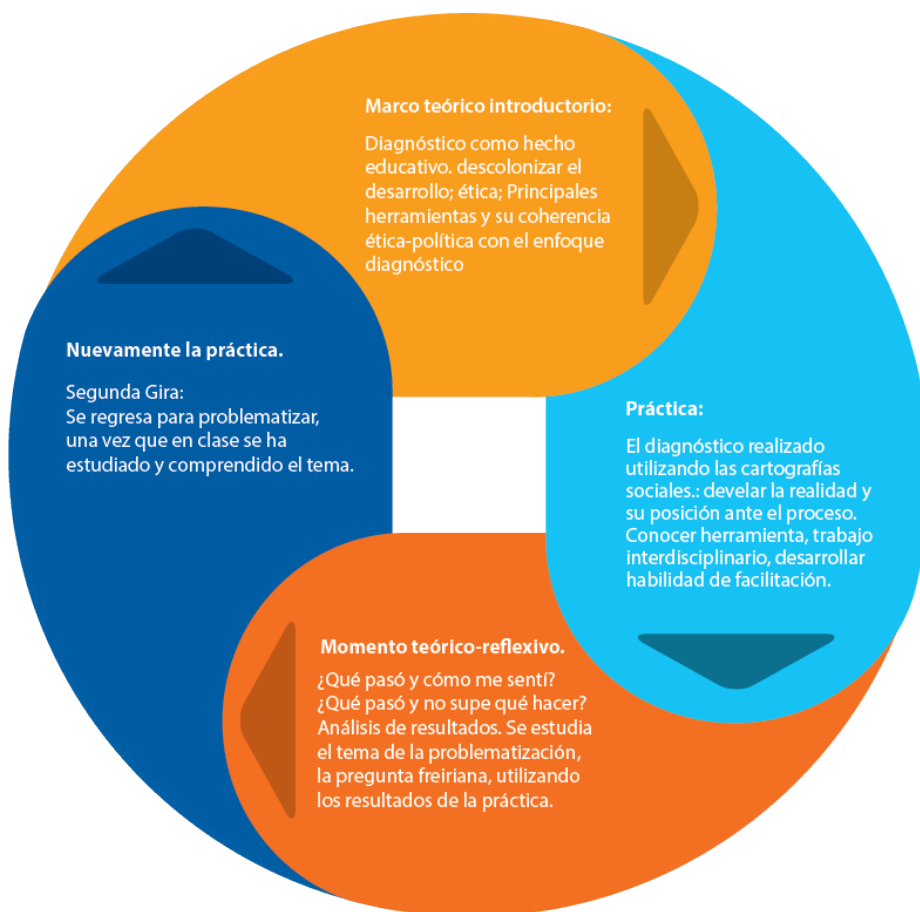 Marco teórico introductorio:
Diagnóstico como hecho
educativo. descolonizar el
desarrollo; ética; Principales
herramientas y su coherencia
ética-política con el enfoque
diagnóstico
Práctica:
El diagnóstico realizado
utilizando las cartografías
sociales.: develar la realidad y
su posición ante el proceso.
Conocer herramienta, trabajo
interdisciplinario, desarrollar
habilidad de facilitación.
Momento teórico-reflexivo.
¿Qué pasó y cómo me sentí?
¿Qué pasó y no supe qué hacer?
Análisis de resultados. Se estudia
el tema de la problematización,
la pregunta freiriana, utilizando
los resultados de la práctica.
Nuevamente la práctica.
Segunda Gira:
Se regresa para problematizar,
una vez que en clase se ha
estudiado y comprendido el tema.